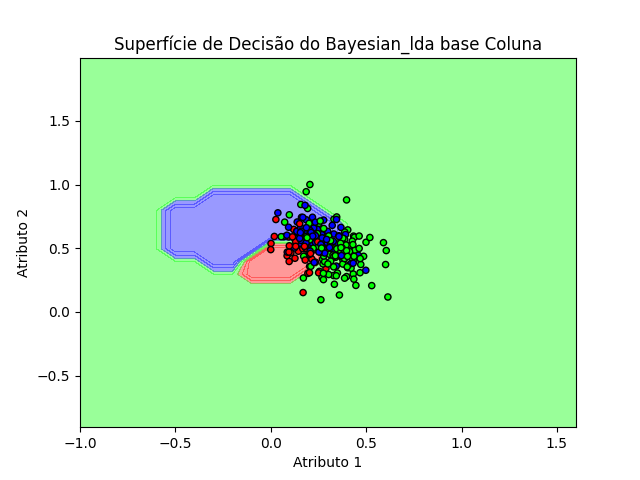 Superfície de Decisão do Bayesian_lda base Coluna
1.5
1.0
0.5
0.0
−0.5
Atributo 2
−1.0 −0.5 0.0 0.5 1.0 1.5
Atributo 1